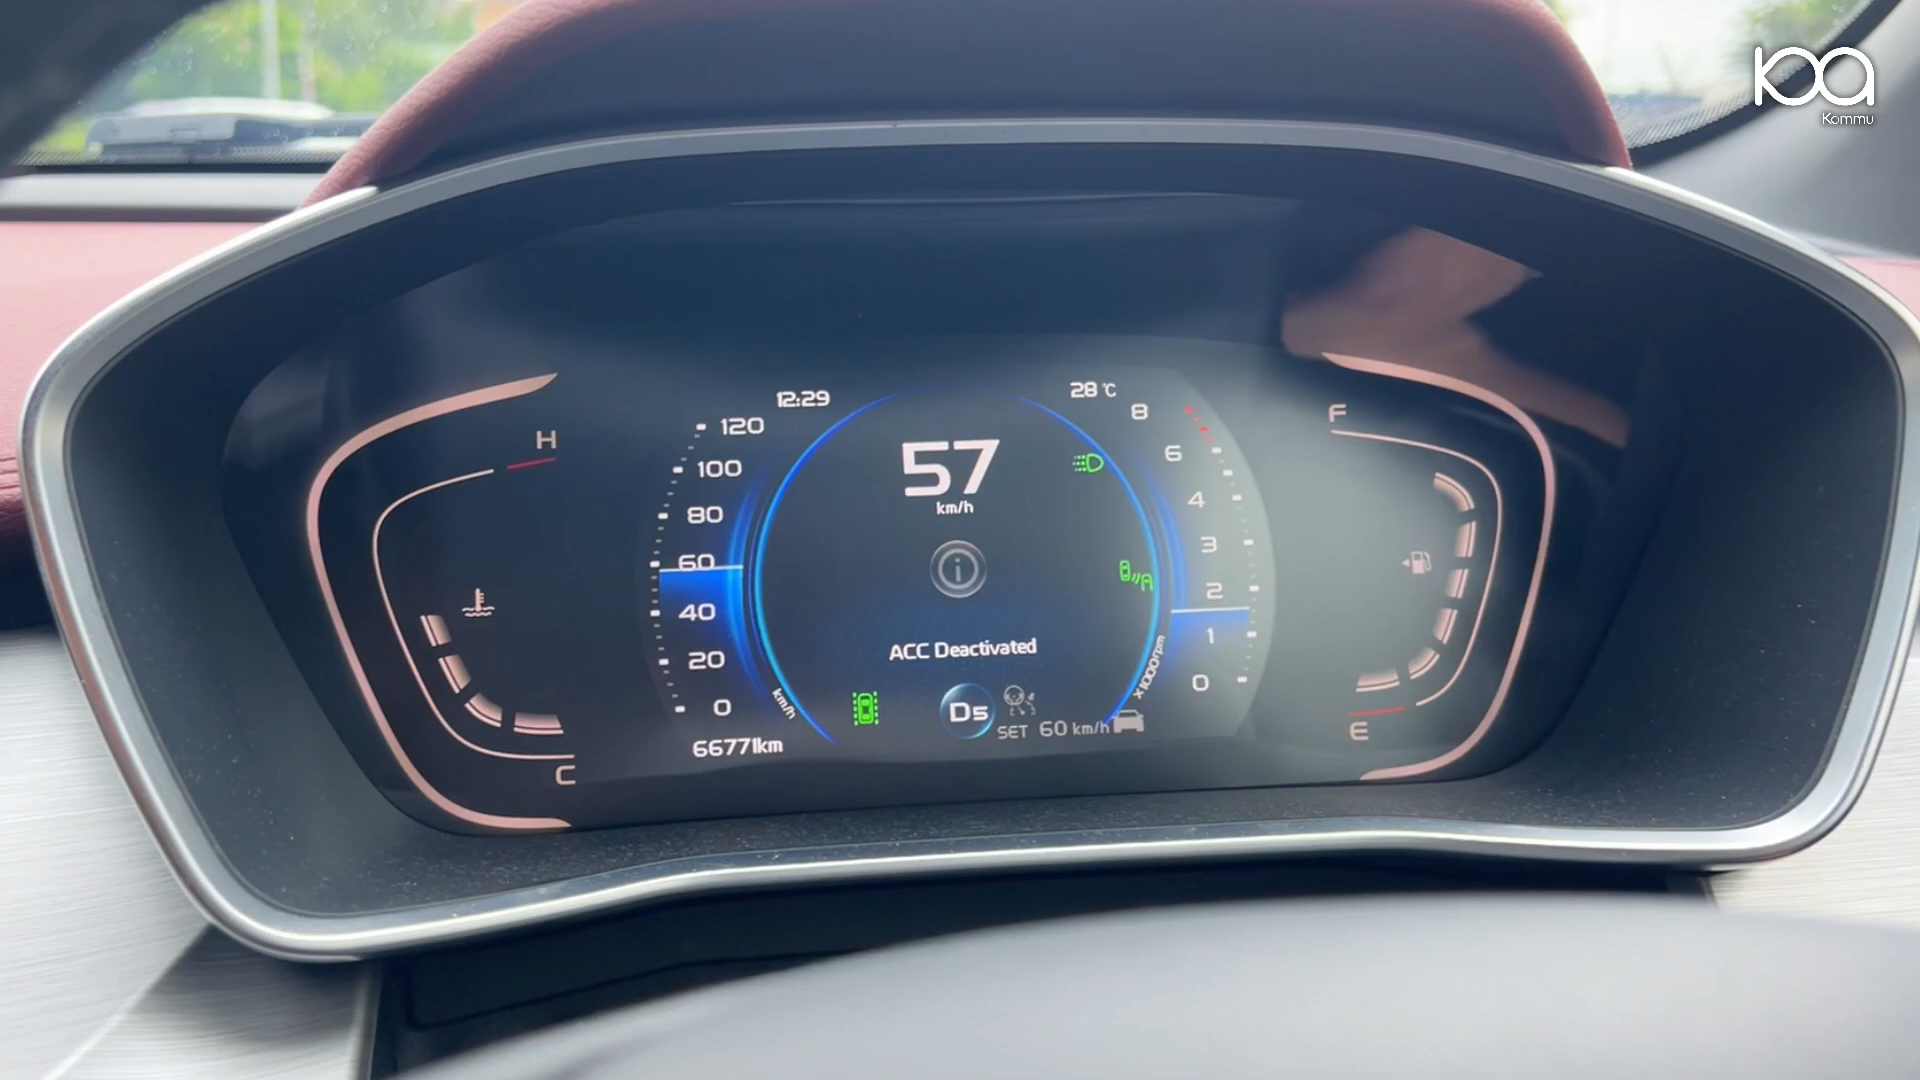 Kommu
12:29
28 ℃
H
120
100
80
60
40
20
0
km/h
57
km/h
i
ACC Deactivated
D5
SET 60 km/h
8
6
4
3
2
1
0
x1000rpm
F
E
66771km
C